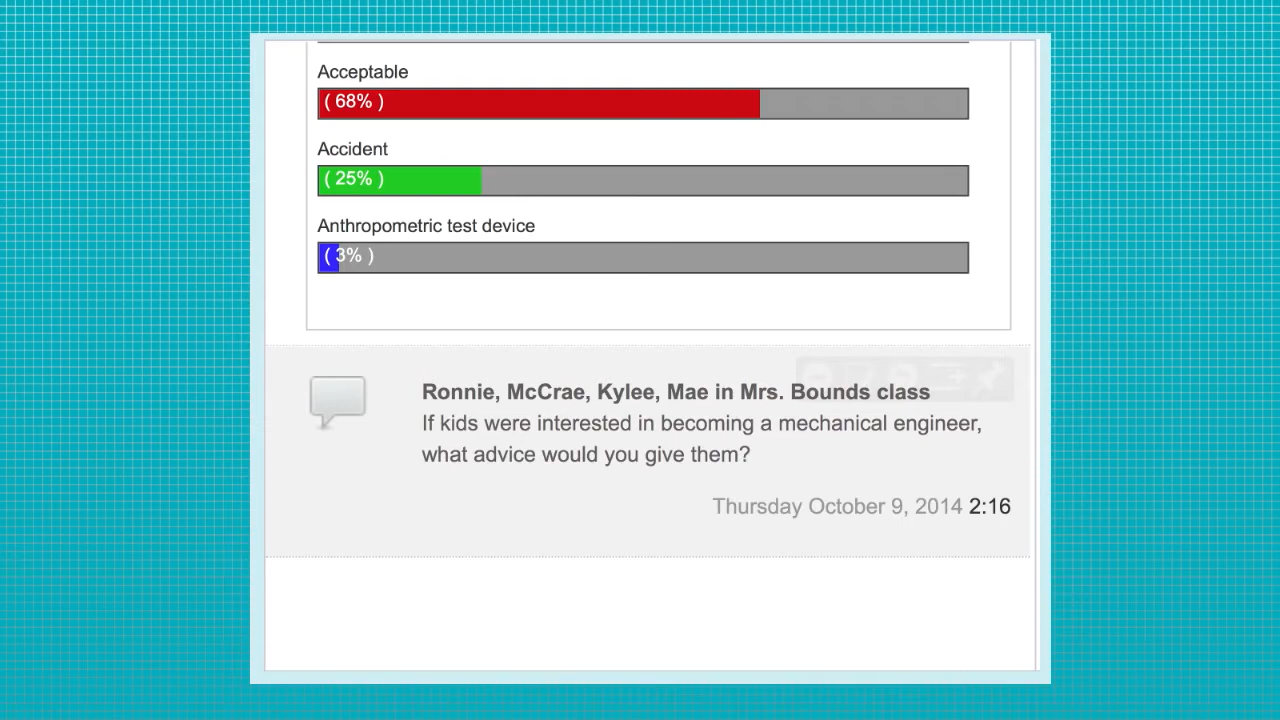 Acceptable
( 68% )
Accident
( 25% )
Anthropometric test device
( 3% )
Ronnie, McCrae, Kylee, Mae in Mrs. Bounds class
If kids were interested in becoming a mechanical engineer,
what advice would you give them?
Thursday October 9, 2014 2:16